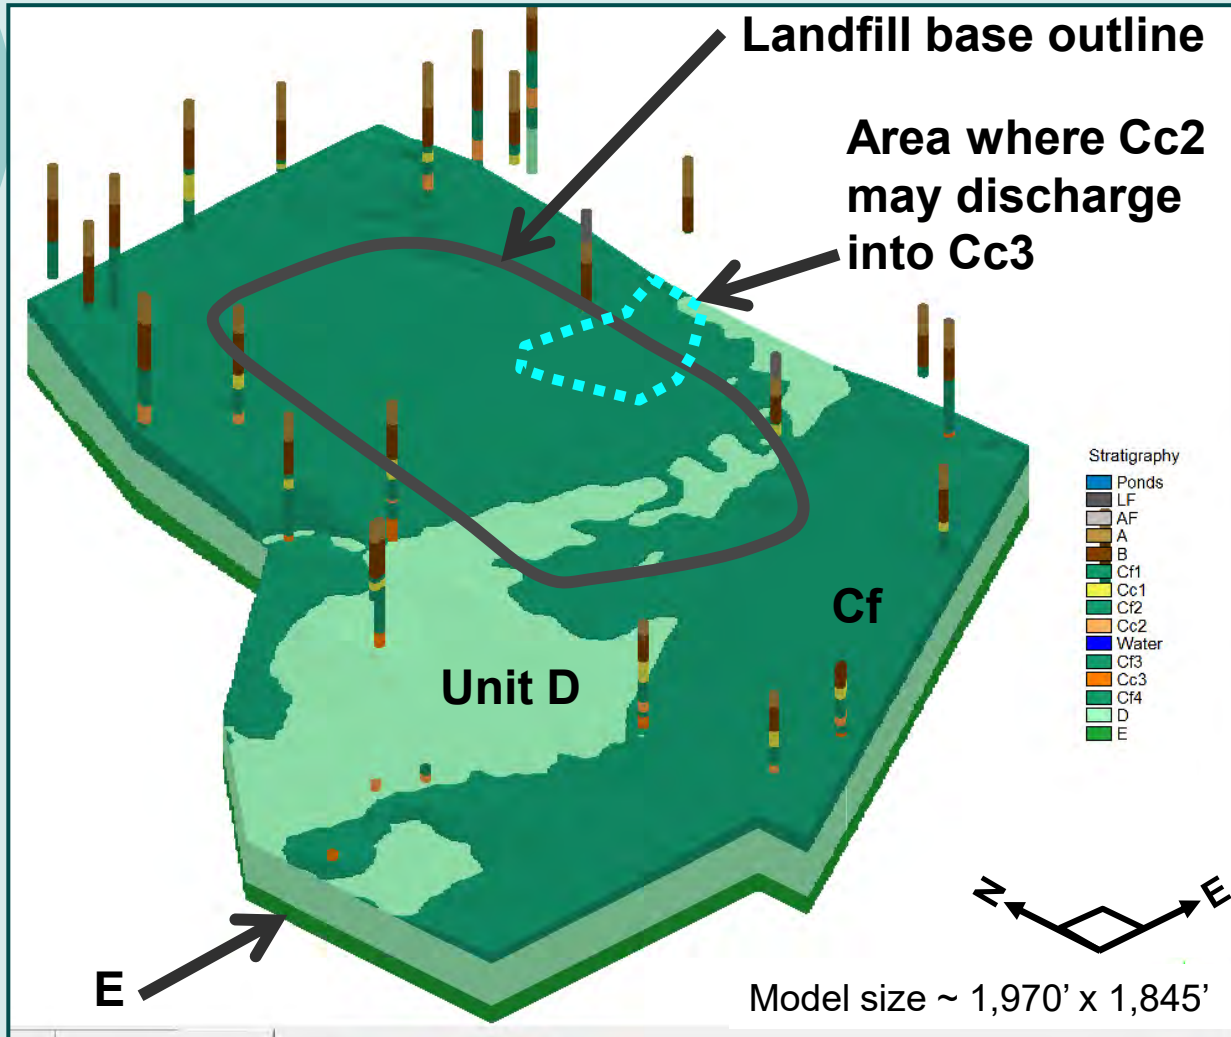 Landfill base outline
Area where Cc2
may discharge
into Cc3
Stratigraphy
Ponds
LF
AF
A
B
Cf1
Cc1
Cf2
Cc2
Water
Cf3
Cc3
Cf4
D
E
Cf
Unit D
E
N
E
Model size ~ 1,970’ x 1,845’